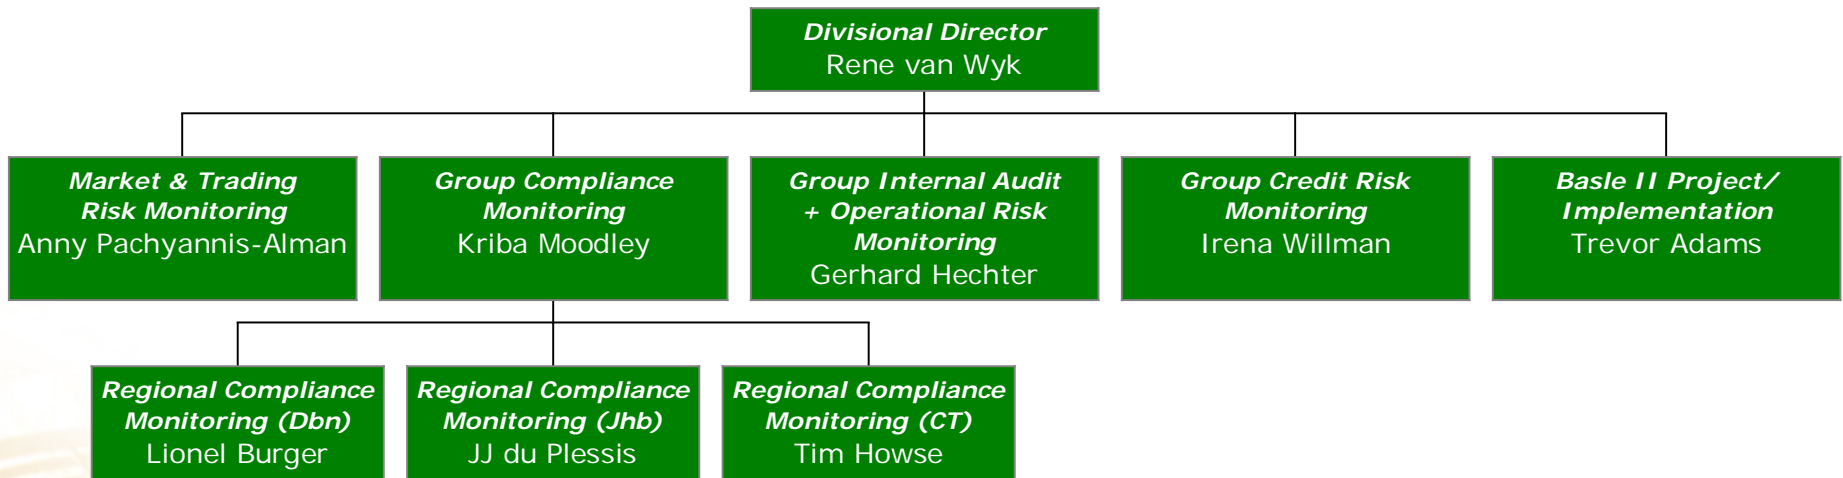 Divisional Director
Rene van Wyk
Market & Trading
Risk Monitoring
Anny Pachyannis-Alman
Group Compliance
Monitoring
Kriba Moodley
Group Internal Audit
+ Operational Risk
Monitoring
Gerhard Hechter
Group Credit Risk
Monitoring
Irena Willman
Basle II Project/
Implementation
Trevor Adams
Regional Compliance
Monitoring (Dbn)
Lionel Burger
Regional Compliance
Monitoring (Jhb)
JJ du Plessis
Regional Compliance
Monitoring (CT)
Tim Howse